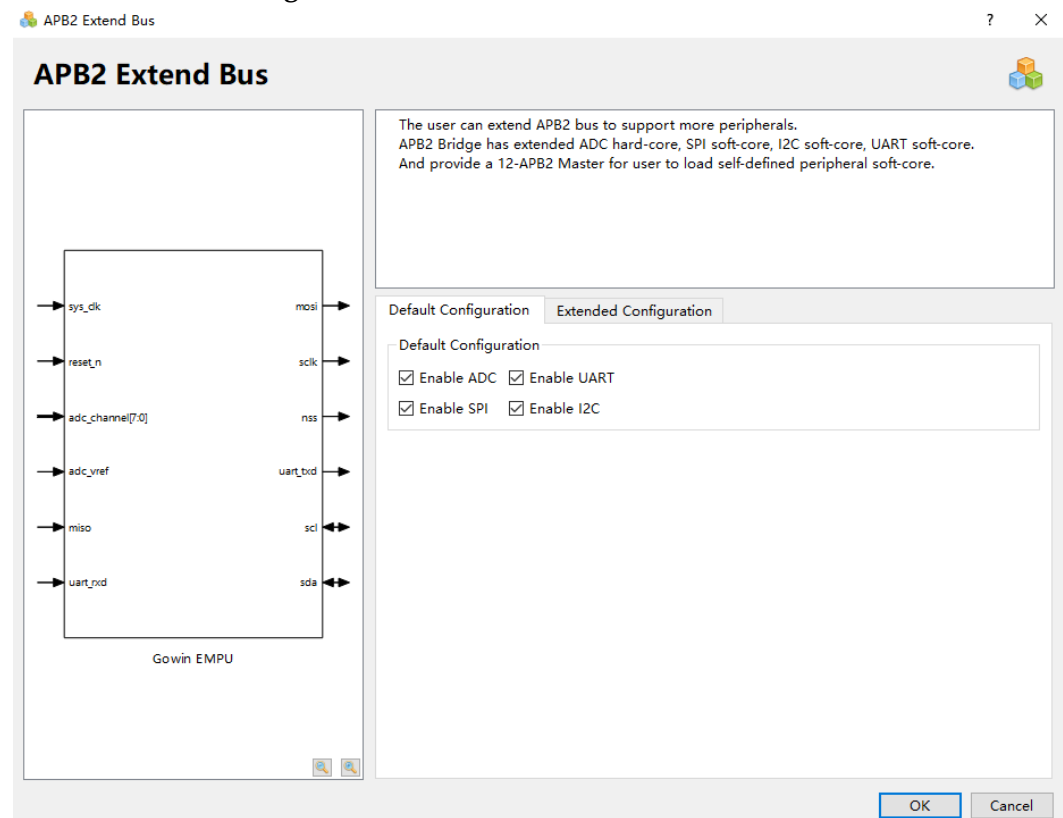 APB2 Extend Bus
? ×
APB2 Extend Bus
The user can extend APB2 bus to support more peripherals.
APB2 Bridge has extended ADC hard-core, SPI soft-core, I2C soft-core, UART soft-core.
And provide a 12-APB2 Master for user to load self-defined peripheral soft-core.
sys_clk mosi
reset_n sclk
adc_channel[7:0] nss
adc_vref uart_txd
miso scl
uart_rxd sda
Gowin EMPU
Default Configuration Extended Configuration
Default Configuration
Enable ADC Enable UART
Enable SPI Enable I2C
OK Cancel